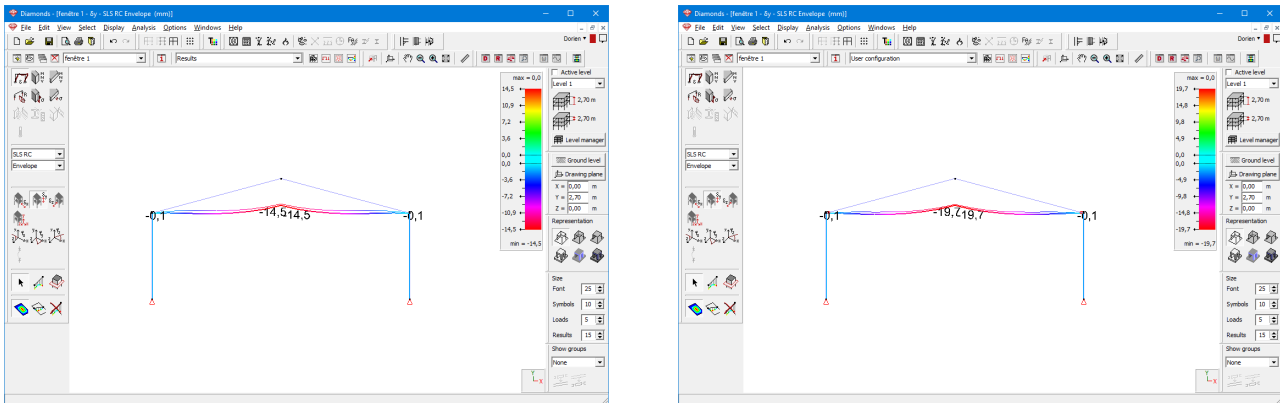 Diamonds - [fenêtre 1 - δy - SLS RC Envelope (mm)]
File Edit View Select Display Analysis Options Windows Help
Dorien
fenêtre 1
Results
max = 0,0
14,5
10,9
7,2
3,6
0,0
0,0
-3,6
-7,2
-10,9
-14,5
min = -14,5
SLS RC
Envelope
-0,1
-14,5
-14,5
-0,1
Y
X
Active level
Level 1
2,70 m
2,70 m
Level manager
Ground level
Drawing plane
X = 0,00 m
Y = 2,70 m
Z = 0,00 m
Representation
Size
Font 25
Symbols 10
Loads 5
Results 15
Show groups
None
Diamonds - [fenêtre 1 - δy - SLS RC Envelope (mm)]
File Edit View Select Display Analysis Options Windows Help
Dorien
fenêtre 1
User configuration
max = 0,0
19,7
14,8
9,8
4,9
0,0
0,0
-4,9
-9,8
-14,8
-19,7
min = -19,7
SLS RC
Envelope
-0,1
-19,7
-19,7
-0,1
Y
X
Active level
Level 1
2,70 m
2,70 m
Level manager
Ground level
Drawing plane
X = 0,00 m
Y = 2,70 m
Z = 0,00 m
Representation
Size
Font 25
Symbols 10
Loads 5
Results 15
Show groups
None